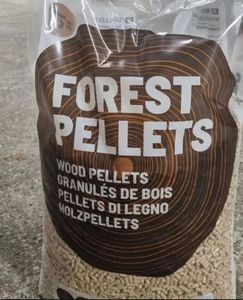 FOREST
PELLETS
WOOD PELLETS
GRANULÉS DE BOIS
PELLETS DI LEGNO
HOLZPELLETS